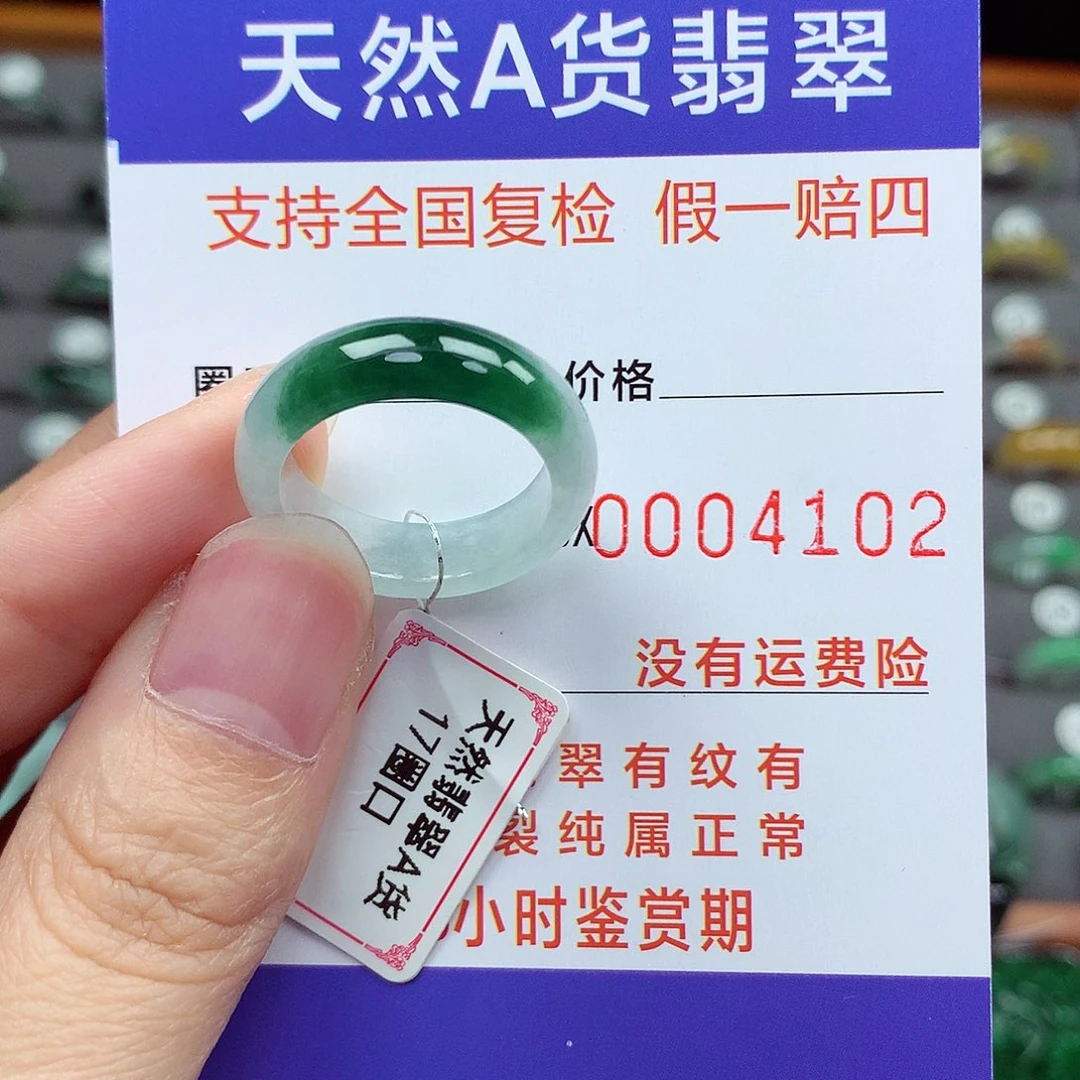 天然A货翡翠
支持全国复检 假一赔四
圈
价格
X0004102
没有运费险
翠有纹有
裂纯属正常
小时鉴赏期
天然翡翠A货
17圈口